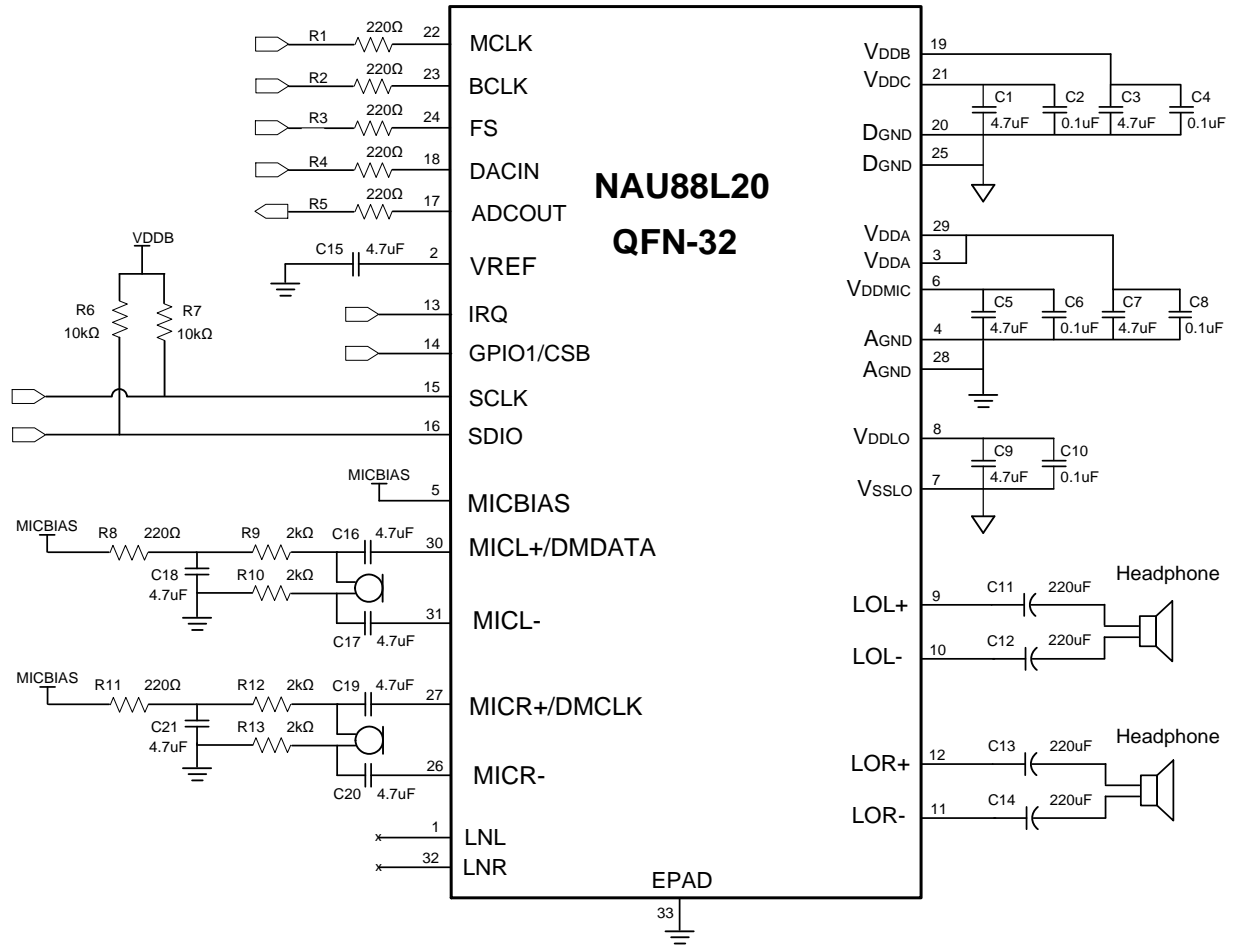 NAU88L20
QFN-32
R1 220Ω 22 MCLK
R2 220Ω 23 BCLK
R3 220Ω 24 FS
R4 220Ω 18 DACIN
R5 220Ω 17 ADCOUT
C15 4.7uF 2 VREF
13 IRQ
14 GPIO1/CSB
VDDB
R6 10kΩ
R7 10kΩ
15 SCLK
16 SDIO
MICBIAS
5 MICBIAS
MICBIAS R8 220Ω R9 2kΩ C16 4.7uF 30 MICL+/DMDATA
C18 4.7uF R10 2kΩ
C17 4.7uF 31 MICL-
MICBIAS R11 220Ω R12 2kΩ C19 4.7uF 27 MICR+/DMCLK
C21 4.7uF R13 2kΩ
C20 4.7uF 26 MICR-
x 1 LNL
x 32 LNR
EPAD
33
VDDB 19
VDDC 21
C1 4.7uF
C2 0.1uF
C3 4.7uF
C4 0.1uF
DGND 20
DGND 25
VDDA 29
VDDA 3
VDDMIC 6
C5 4.7uF
C6 0.1uF
C7 4.7uF
C8 0.1uF
AGND 4
AGND 28
VDDLO 8
C9 4.7uF
C10 0.1uF
VSSLO 7
Headphone
LOL+ 9 C11 220uF
LOL- 10 C12 220uF
Headphone
LOR+ 12 C13 220uF
LOR- 11 C14 220uF